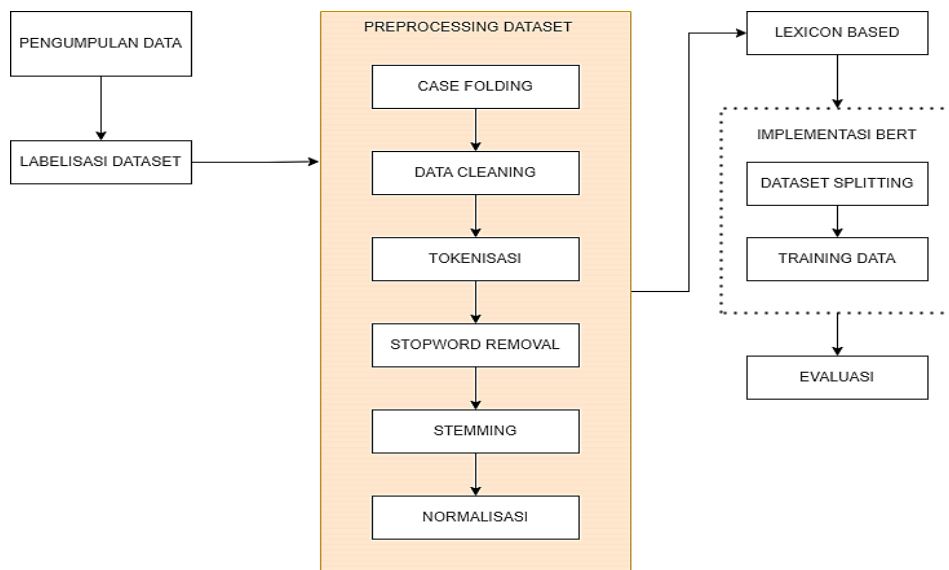 PENGUMPULAN DATA
LABELISASI DATASET
PREPROCESSING DATASET
CASE FOLDING
DATA CLEANING
TOKENISASI
STOPWORD REMOVAL
STEMMING
NORMALISASI
LEXICON BASED
IMPLEMENTASI BERT
DATASET SPLITTING
TRAINING DATA
EVALUASI